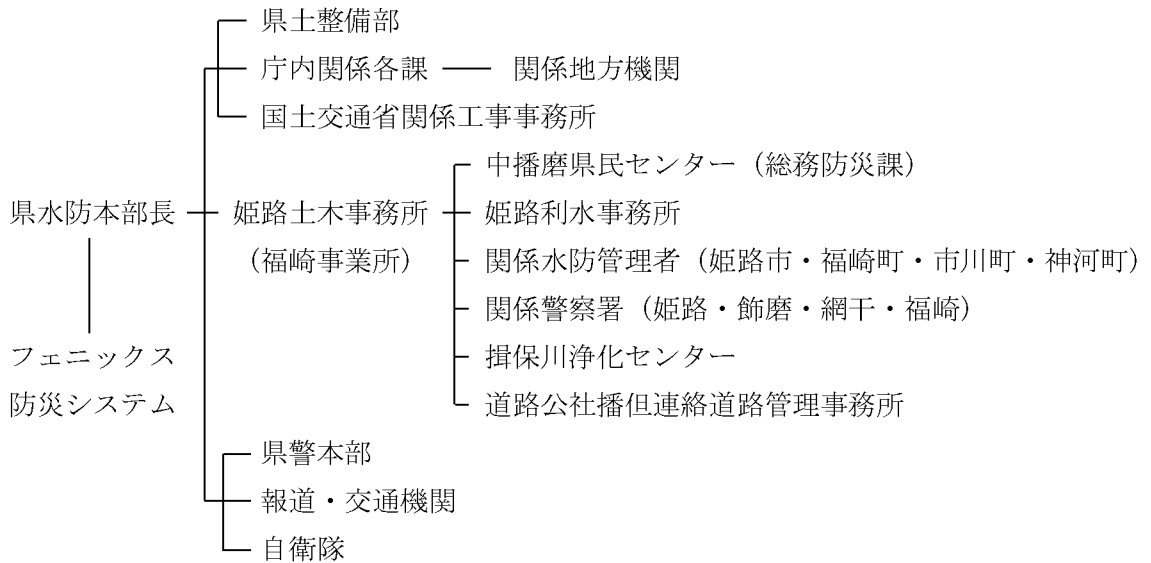 県土整備部
庁内関係各課 関係地方機関
国土交通省関係工事事務所
中播磨県民センター（総務防災課）
県水防本部長 姫路土木事務所 姫路利水事務所
（福崎事業所） 関係水防管理者（姫路市・福崎町・市川町・神河町）
関係警察署（姫路・飾磨・網干・福崎）
フェニックス 揖保川浄化センター
防災システム 道路公社播但連絡道路管理事務所
県警本部
報道・交通機関
自衛隊